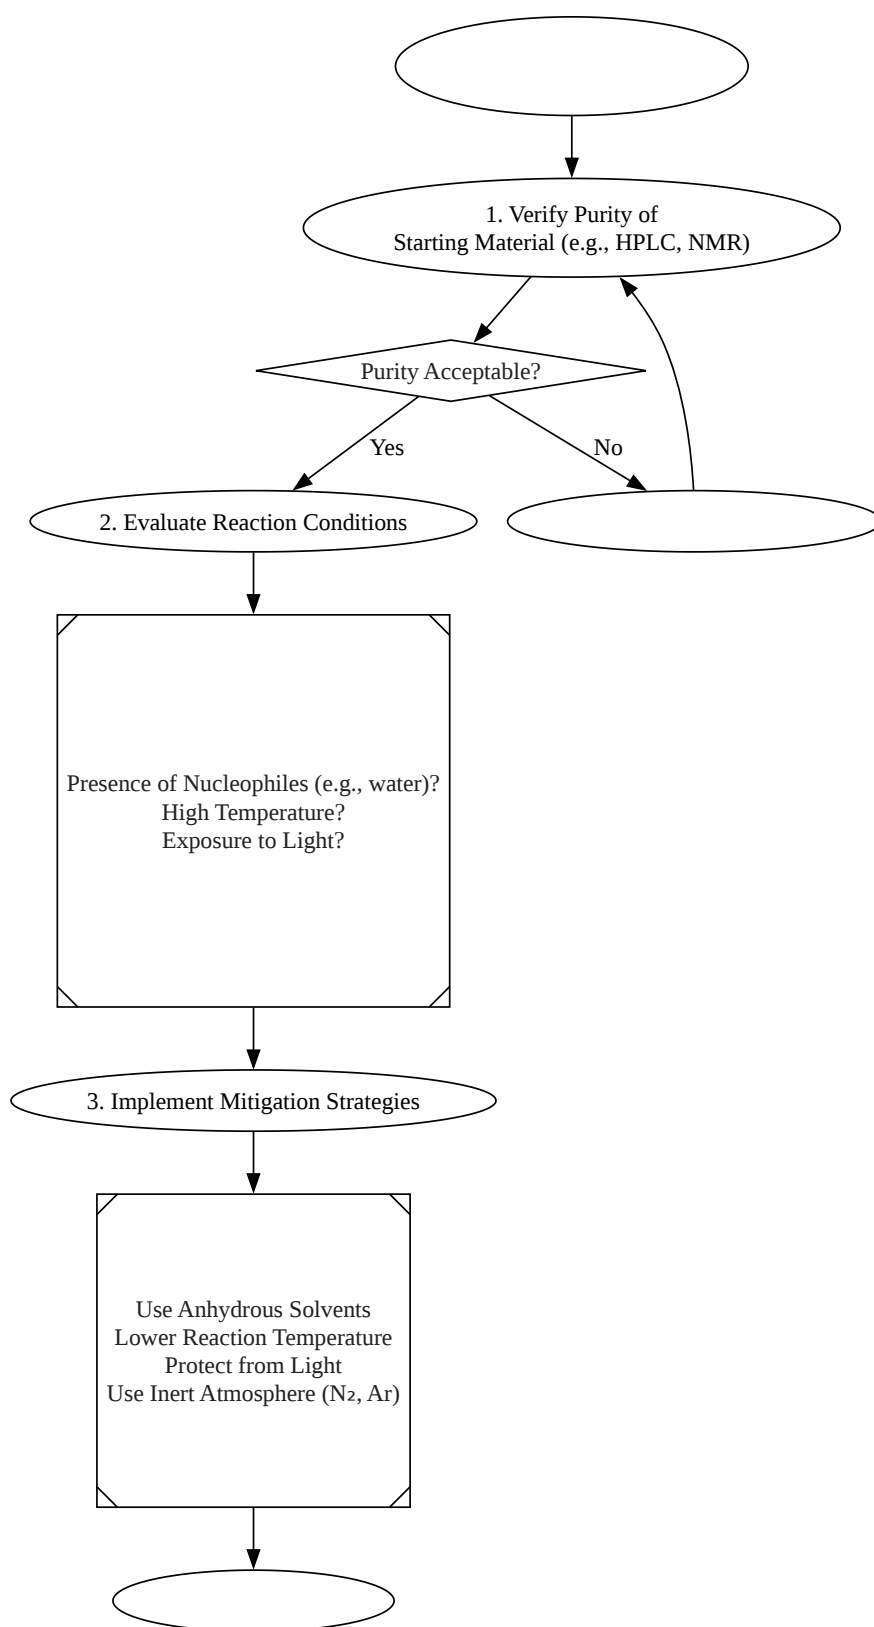 1. Verify Purity of
Starting Material (e.g., HPLC, NMR)
Purity Acceptable?
Yes
No
2. Evaluate Reaction Conditions
Presence of Nucleophiles (e.g., water)?
High Temperature?
Exposure to Light?
3. Implement Mitigation Strategies
Use Anhydrous Solvents
Lower Reaction Temperature
Protect from Light
Use Inert Atmosphere (N₂, Ar)